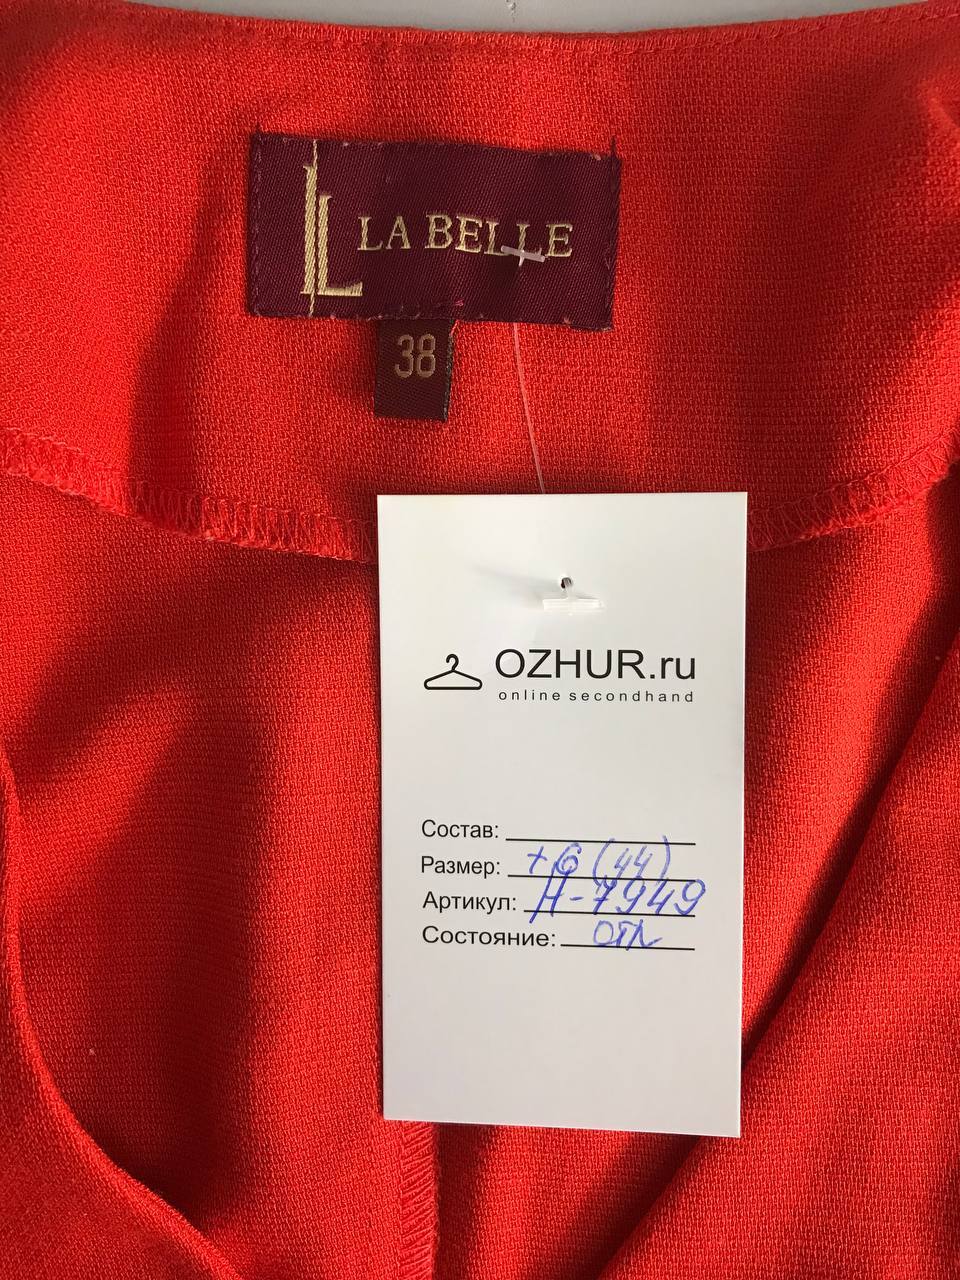 LA BELLE
38
OZHUR.ru
online secondhand
Состав:
Размер: +6 (44)
Артикул: Н-7949
Состояние: отл